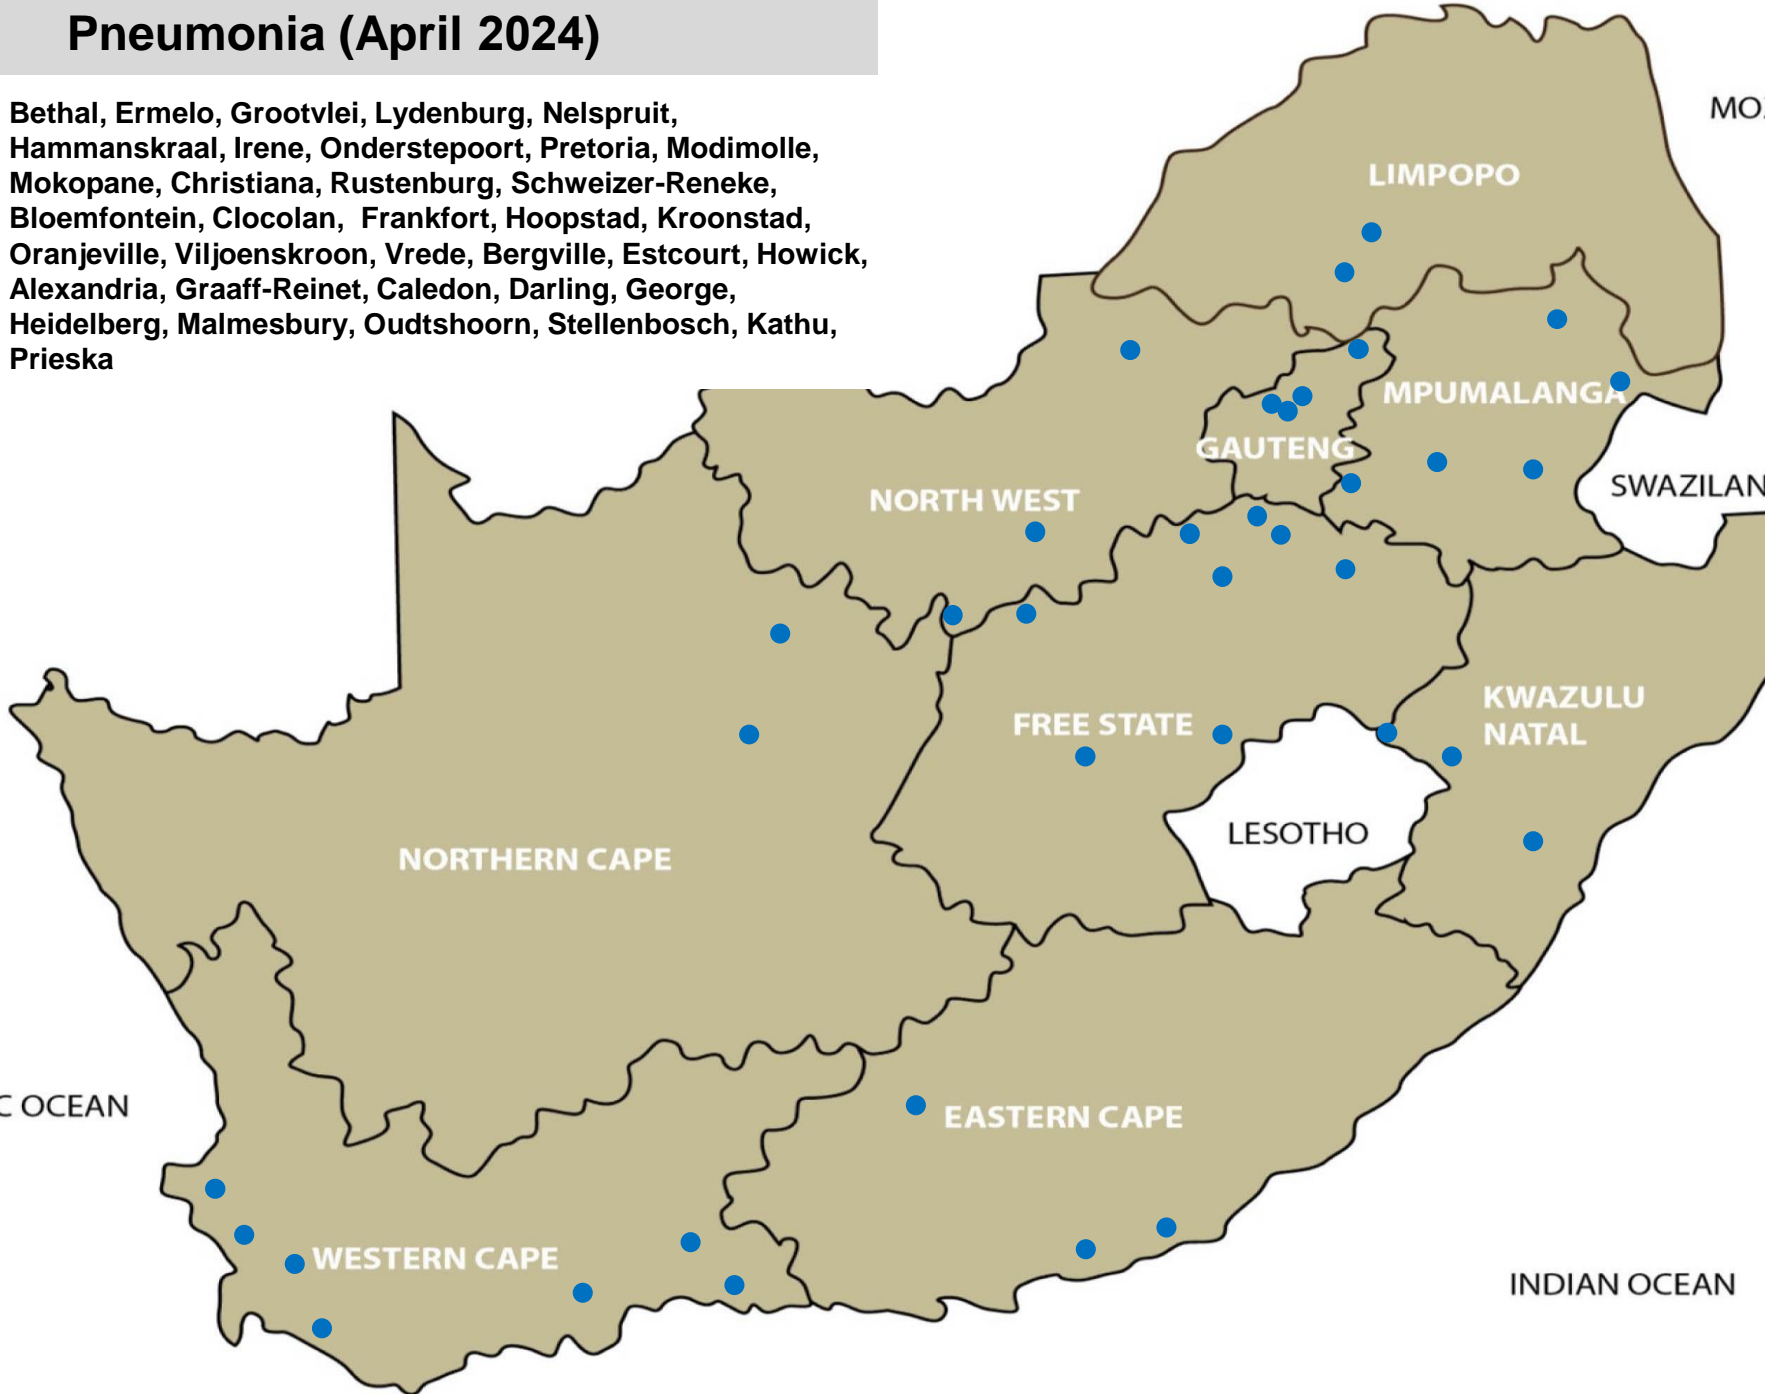 Pneumonia (April 2024)
Bethal, Ermelo, Grootvlei, Lydenburg, Nelspruit,
Hammanskraal, Irene, Onderstepoort, Pretoria, Modimolle,
Mokopane, Christiana, Rustenburg, Schweizer-Reneke,
Bloemfontein, Clocolan, Frankfort, Hoopstad, Kroonstad,
Oranjeville, Viljoenskroon, Vrede, Bergville, Estcourt, Howick,
Alexandria, Graaff-Reinet, Caledon, Darling, George,
Heidelberg, Malmesbury, Oudtshoorn, Stellenbosch, Kathu,
Prieska
MOZ
LIMPOPO
MPUMALANGA
GAUTENG
SWAZILAN
NORTH WEST
KWAZULU
NATAL
FREE STATE
LESOTHO
NORTHERN CAPE
C OCEAN
EASTERN CAPE
WESTERN CAPE
INDIAN OCEAN